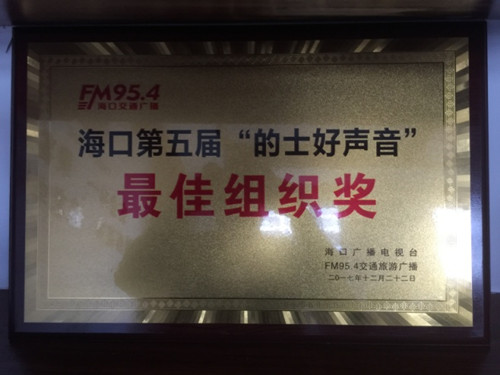 FM95.4
海口交通广播
海口第五届“的士好声音”
最佳组织奖
海口广播电视台
FM95.4交通旅游广播
二〇一七年十二月二十二日